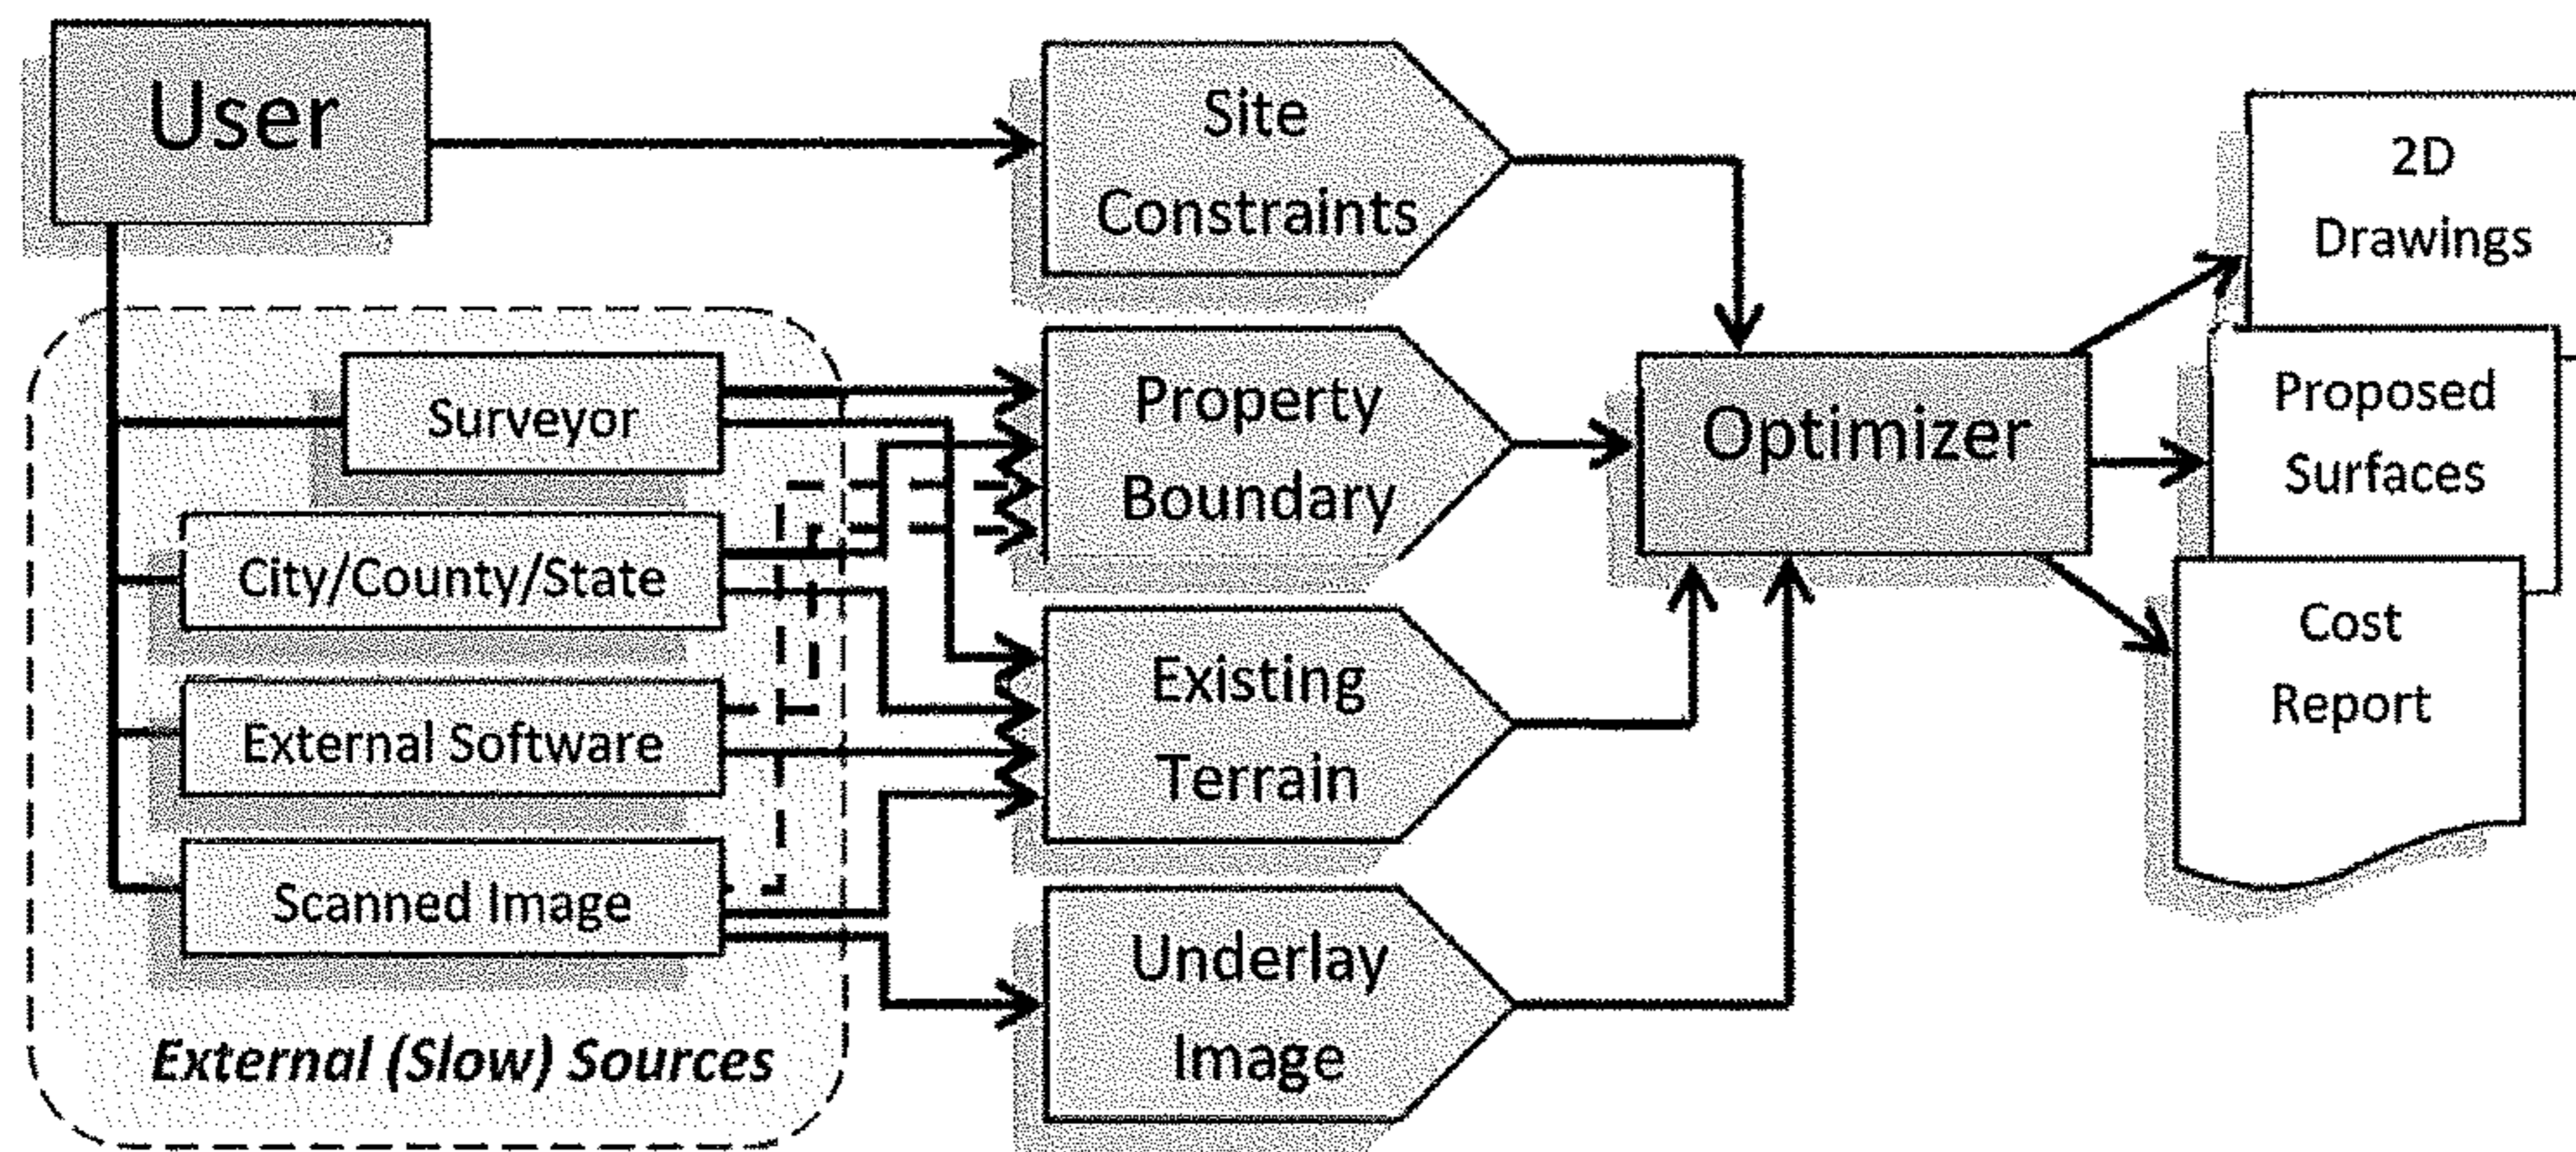 User
Site
Constraints
2D
Drawings
Surveyor
Property
Boundary
Optimizer
Proposed
Surfaces
City/County/State
External Software
Existing
Terrain
Cost
Report
Scanned Image
Underlay
Image
External (Slow) Sources